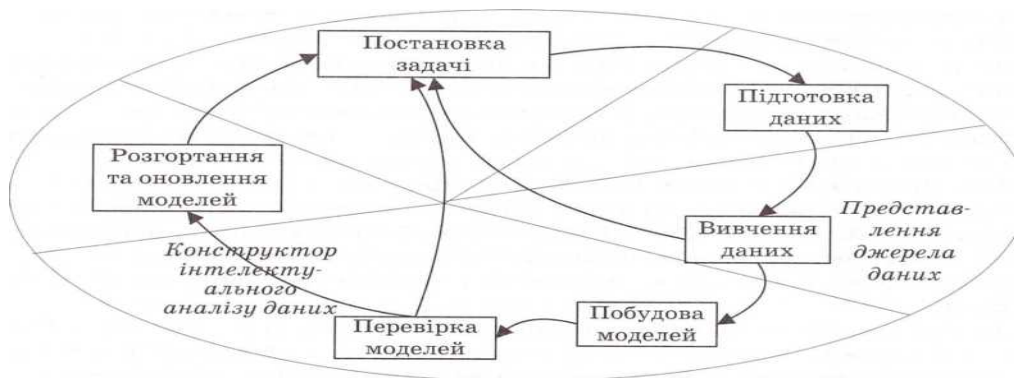 Постановка
задачі
Підготовка
даних
Розгортання
та оновлення
моделей
Вивчення
даних
Представ-
лення
джерела
даних
Конструктор
інтелекту-
ального
аналізу даних
Побудова
моделей
Перевірка
моделей